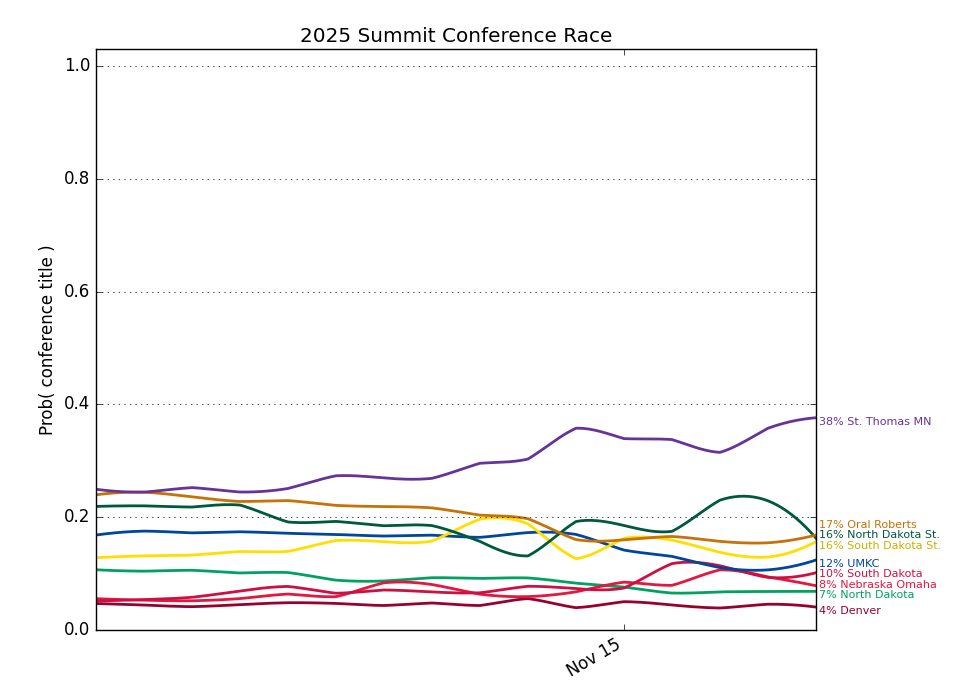 2025 Summit Conference Race
Prob( conference title )
1.0
0.8
0.6
0.4
0.2
0.0
Nov 15
38% St. Thomas MN
17% Oral Roberts
16% North Dakota St.
16% South Dakota St.
12% UMKC
10% South Dakota
8% Nebraska Omaha
7% North Dakota
4% Denver